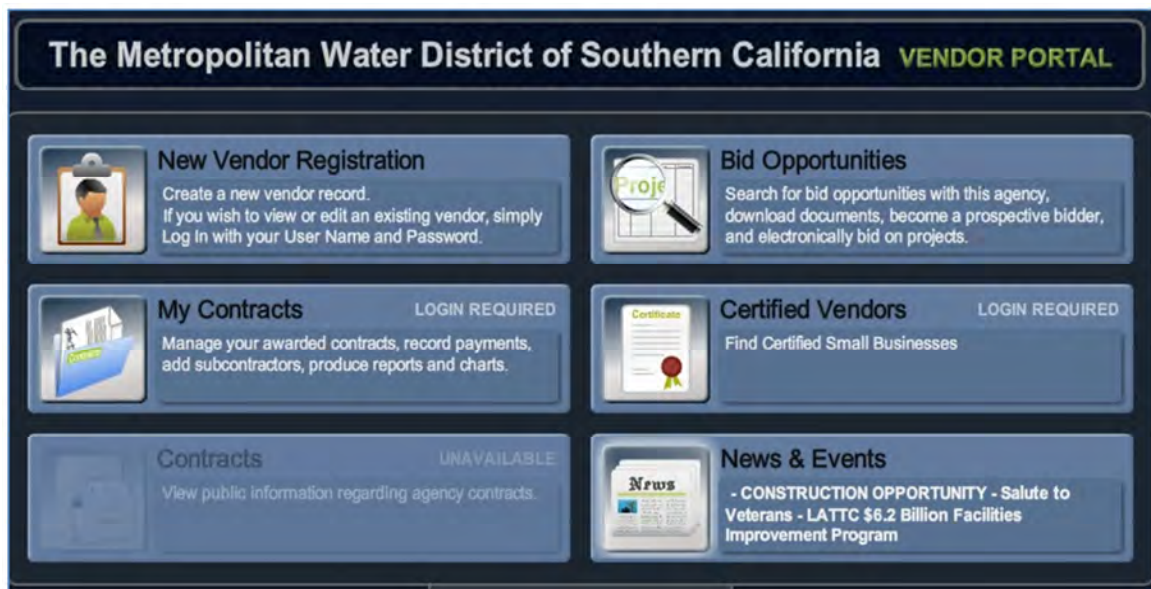 The Metropolitan Water District of Southern California VENDOR PORTAL
New Vendor Registration
Create a new vendor record.
If you wish to view or edit an existing vendor, simply
Log In with your User Name and Password.
Bid Opportunities
Proje
Search for bid opportunities with this agency,
download documents, become a prospective bidder,
and electronically bid on projects.
My Contracts LOGIN REQUIRED
Manage your awarded contracts, record payments,
add subcontractors, produce reports and charts.
Certified Vendors LOGIN REQUIRED
Certificate
Find Certified Small Businesses
Contracts UNAVAILABLE
View public information regarding agency contracts.
News & Events
News
- CONSTRUCTION OPPORTUNITY - Salute to
Veterans - LATTC $6.2 Billion Facilities
Improvement Program